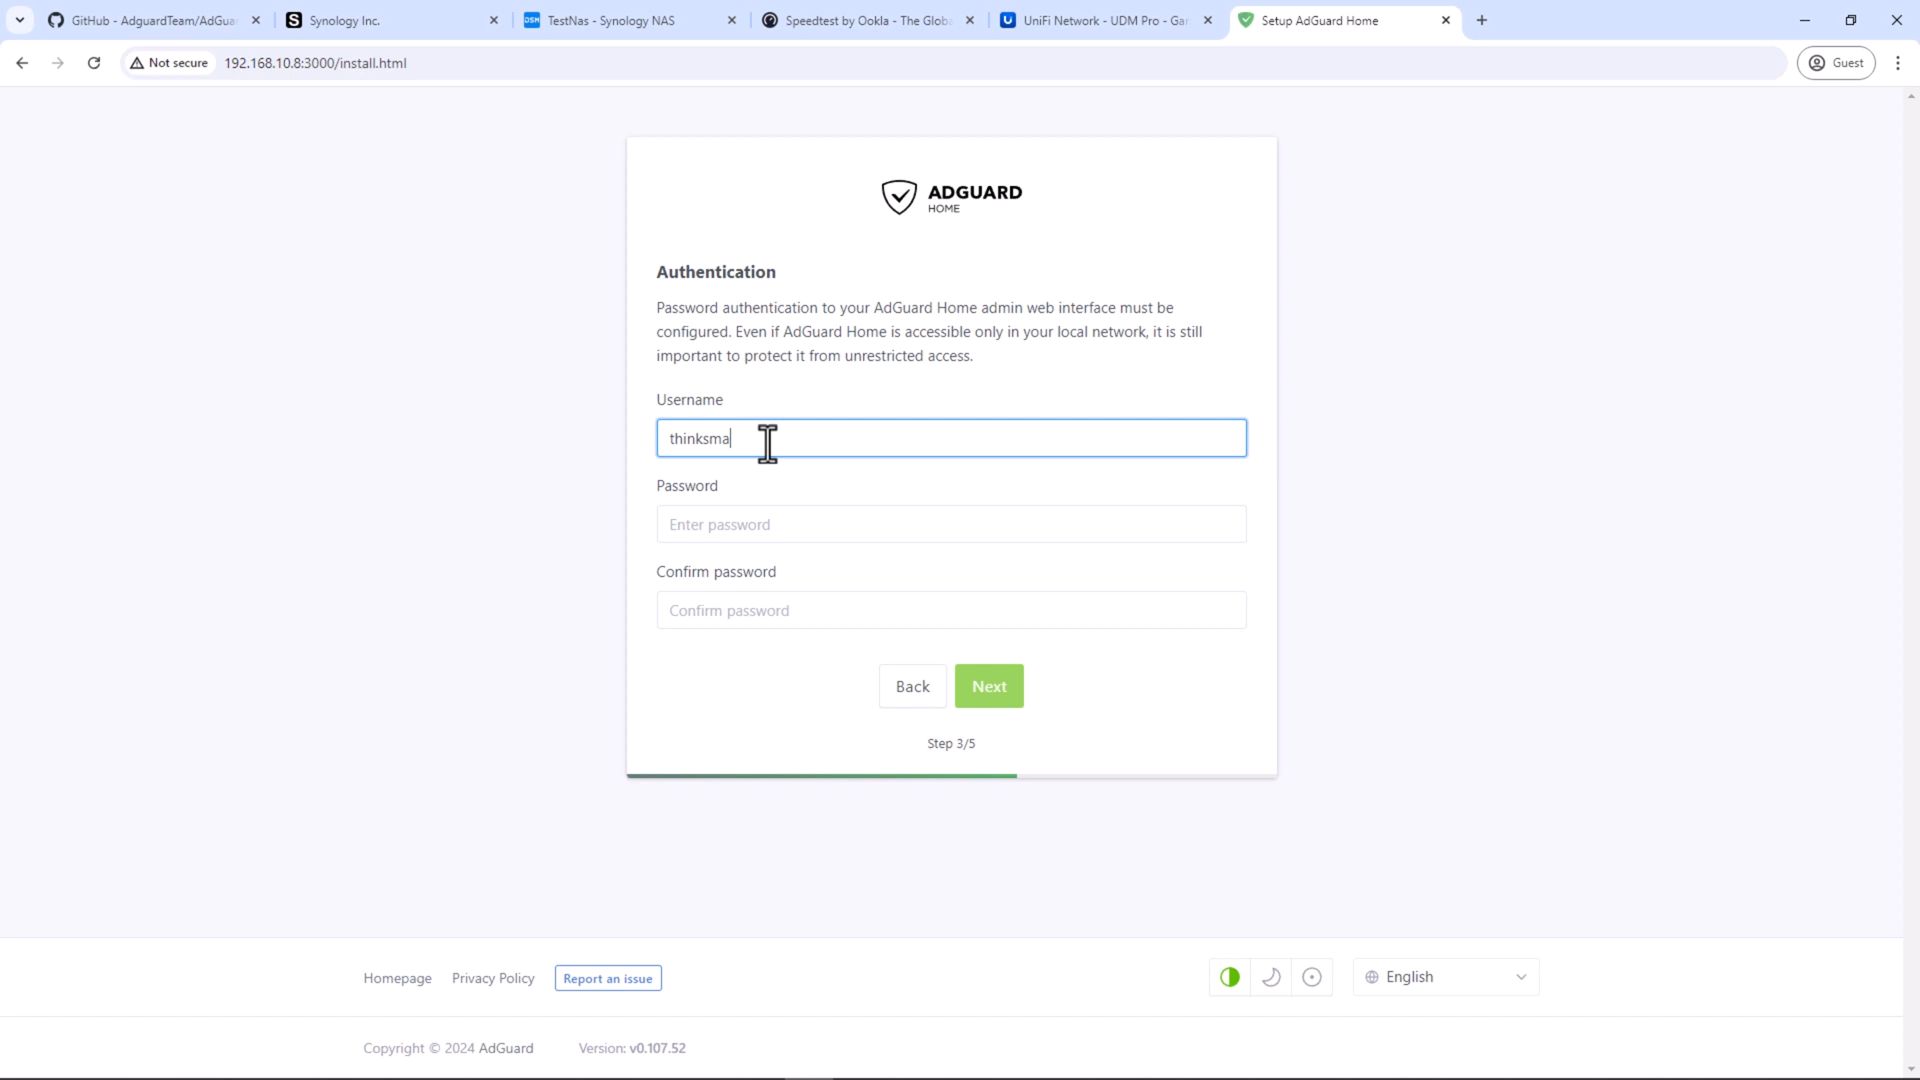 GitHub - AdguardTeam/AdGua
Synology Inc.
DSM
TestNas - Synology NAS
Speedtest by Ookla - The Globa
UniFi Network - UDM Pro - Ga
Setup AdGuard Home
Not secure
192.168.10.8:3000/install.html
Guest
ADGUARD
HOME
Authentication
Password authentication to your AdGuard Home admin web interface must be
configured. Even if AdGuard Home is accessible only in your local network, it is still
important to protect it from unrestricted access.
Username
thinksma
Password
Enter password
Confirm password
Confirm password
Back
Next
Step 3/5
Homepage
Privacy Policy
Report an issue
English
Copyright © 2024 AdGuard
Version: v0.107.52